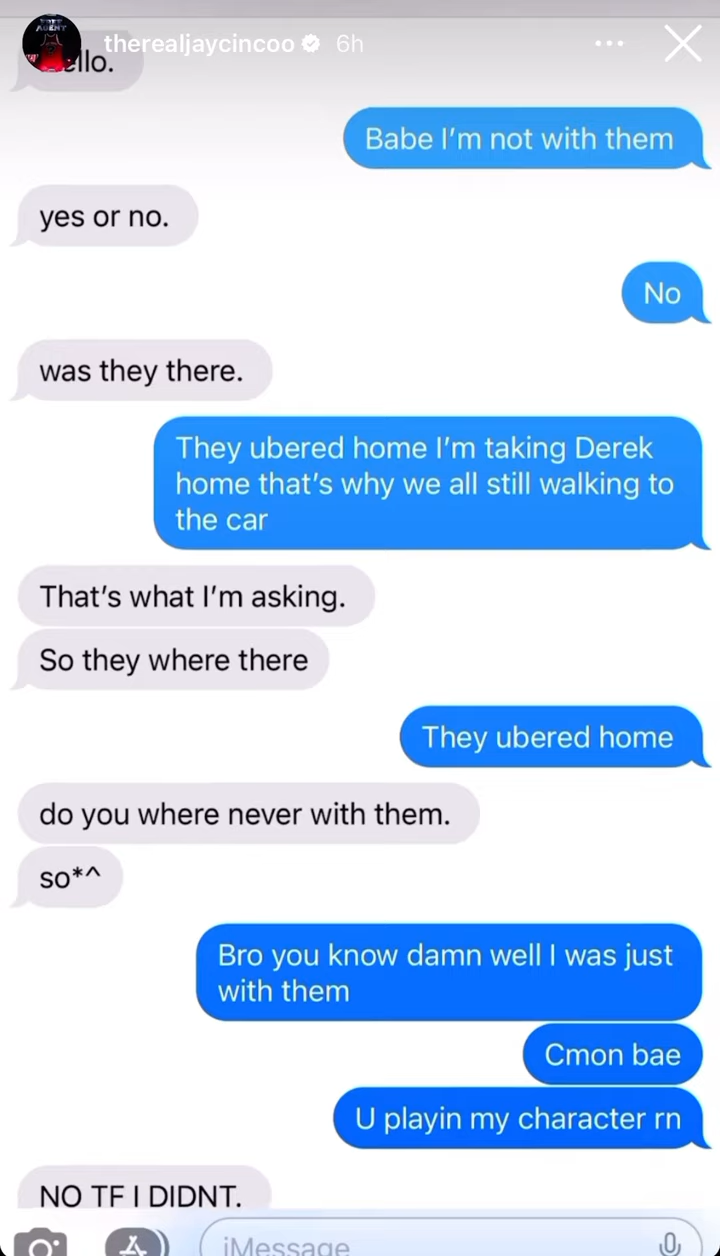 therealjaycincoo 6h
llo.
Babe I'm not with them
yes or no.
No
was they there.
They ubered home I'm taking Derek
home that's why we all still walking to
the car
That's what I'm asking.
So they where there
They ubered home
do you where never with them.
so*^
Bro you know damn well I was just
with them
Cmon bae
U playin my character rn
NO TF I DIDNT.
iMessage